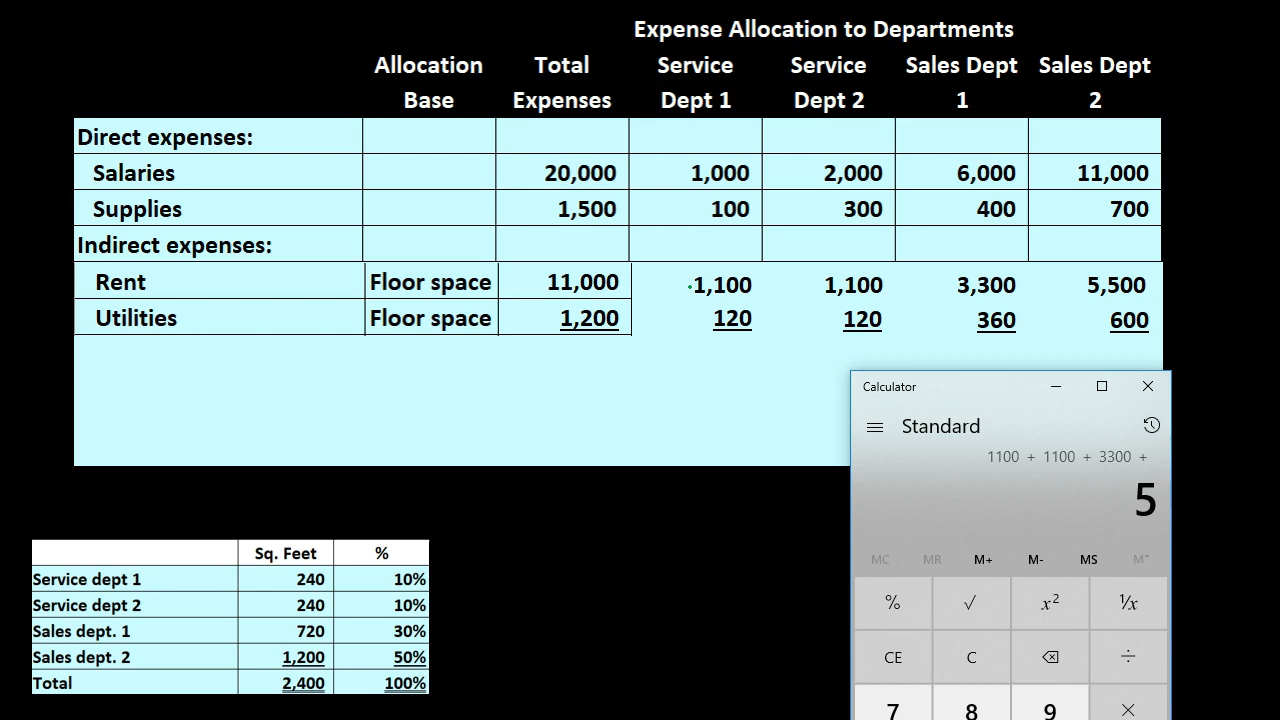 Expense Allocation to Departments
Allocation Total Service Service Sales Dept Sales Dept
Base Expenses Dept 1 Dept 2 1 2
Direct expenses:
Salaries 20,000 1,000 2,000 6,000 11,000
Supplies 1,500 100 300 400 700
Indirect expenses:
Rent Floor space 11,000 1,100 1,100 3,300 5,500
Utilities Floor space 1,200 120 120 360 600
Calculator
Standard
1100 + 1100 + 3300 +
5
MC MR M+ M- MS M˅
% √ x² ¹/x
CE C ⌫ ÷
7 8 9 ×
Sq. Feet %
Service dept 1 240 10%
Service dept 2 240 10%
Sales dept. 1 720 30%
Sales dept. 2 1,200 50%
Total 2,400 100%